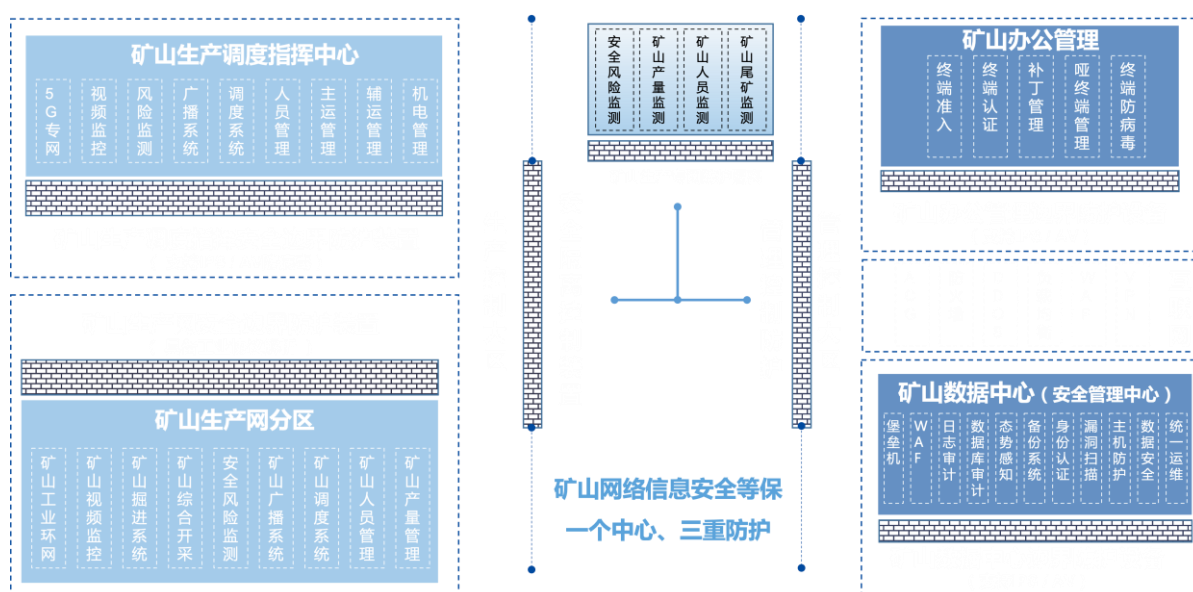 矿山生产调度指挥中心
5G专网
视频监控
风险监测
广播系统
调度系统
人员管理
主运管理
辅运管理
机电管理
安全风险监测
矿山产量监测
矿山人员监测
矿山尾矿监测
矿山办公管理
终端准入
终端认证
补丁管理
哑终端管理
终端防病毒
矿山生产网分区
矿山工业环网
矿山视频监控
矿山掘进系统
矿山综合开采
安全风险监测
矿山广播系统
矿山调度系统
矿山人员管理
矿山产量管理
矿山网络信息安全等保
一个中心、三重防护
矿山数据中心（安全管理中心）
堡垒机
WAF
日志审计
数据库审计
态势感知
备份系统
身份认证
漏洞扫描
主机防护
数据安全
统一运维